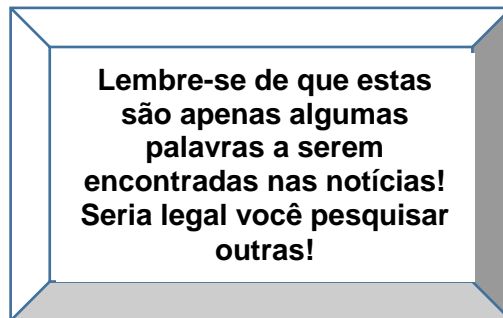 Lembre-se de que estas
são apenas algumas
palavras a serem
encontradas nas notícias!
Seria legal você pesquisar
outras!